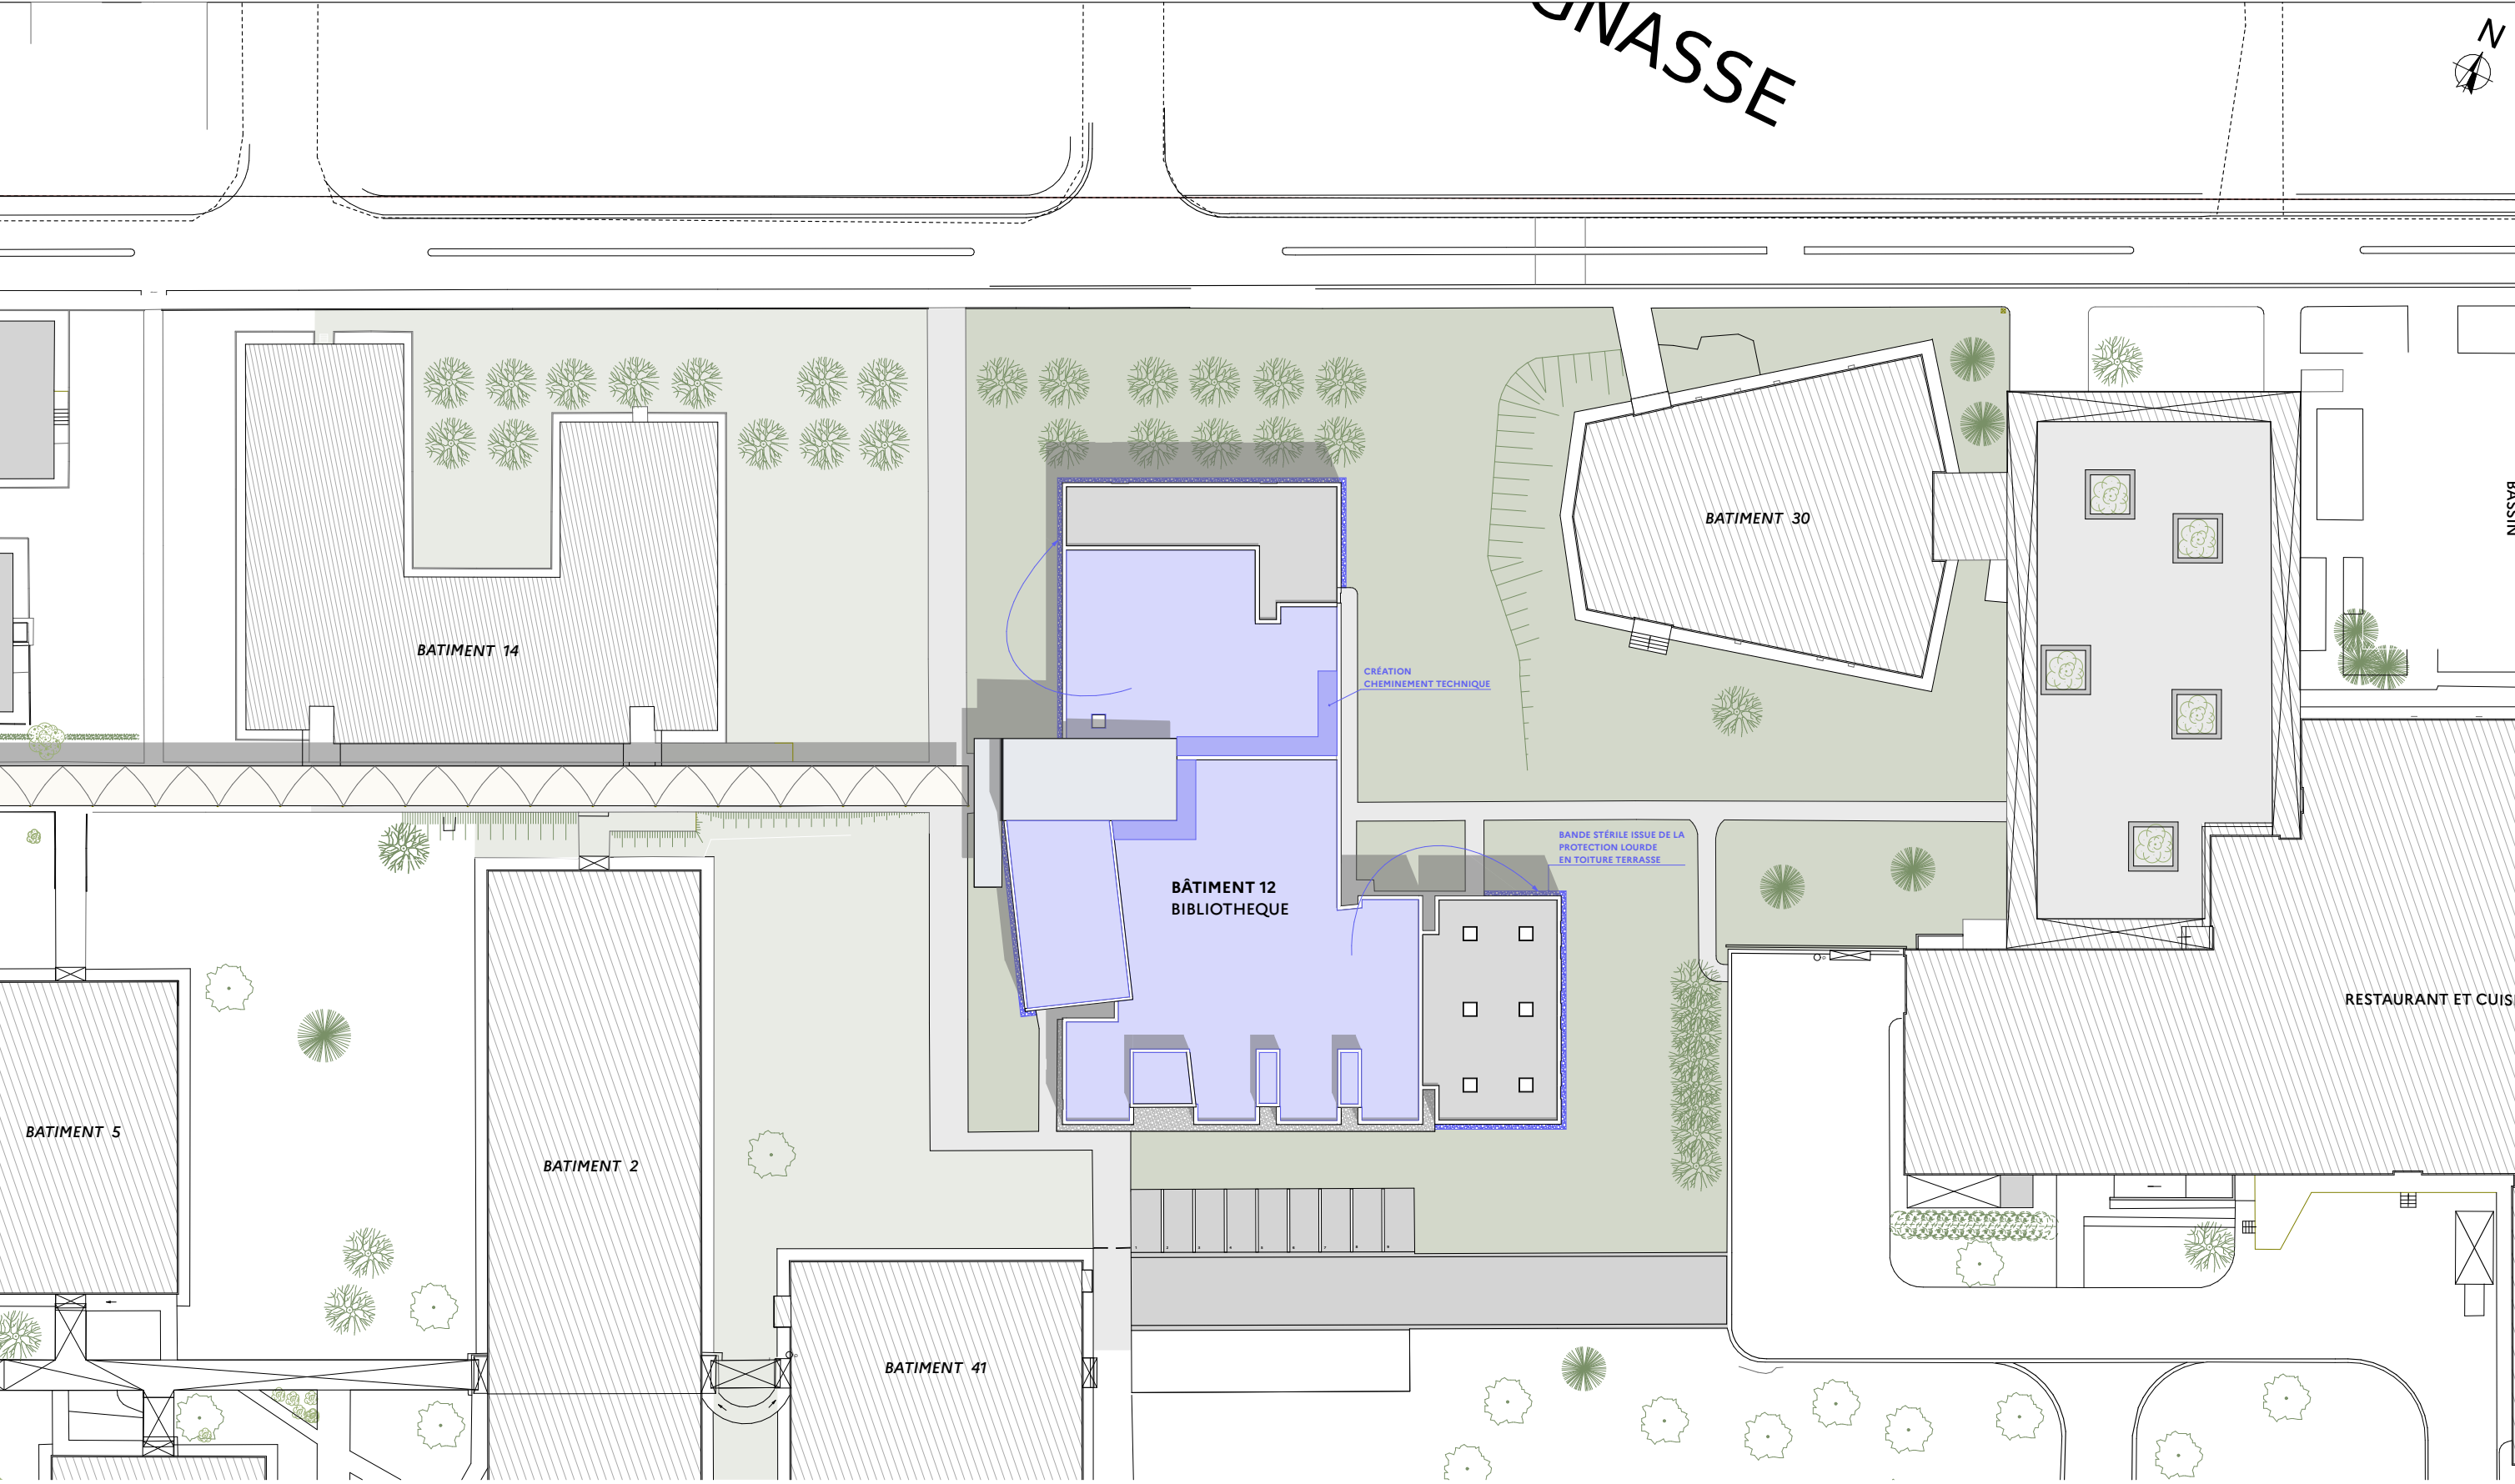 GNASSE
N
BATIMENT 30
BASSIN
BATIMENT 14
CRÉATION
CHEMINEMENT TECHNIQUE
BANDE STÉRILE ISSUE DE LA
PROTECTION LOURDE
EN TOITURE TERRASSE
BÂTIMENT 12
BIBLIOTHEQUE
RESTAURANT ET CUIS
BATIMENT 5
BATIMENT 2
BATIMENT 41